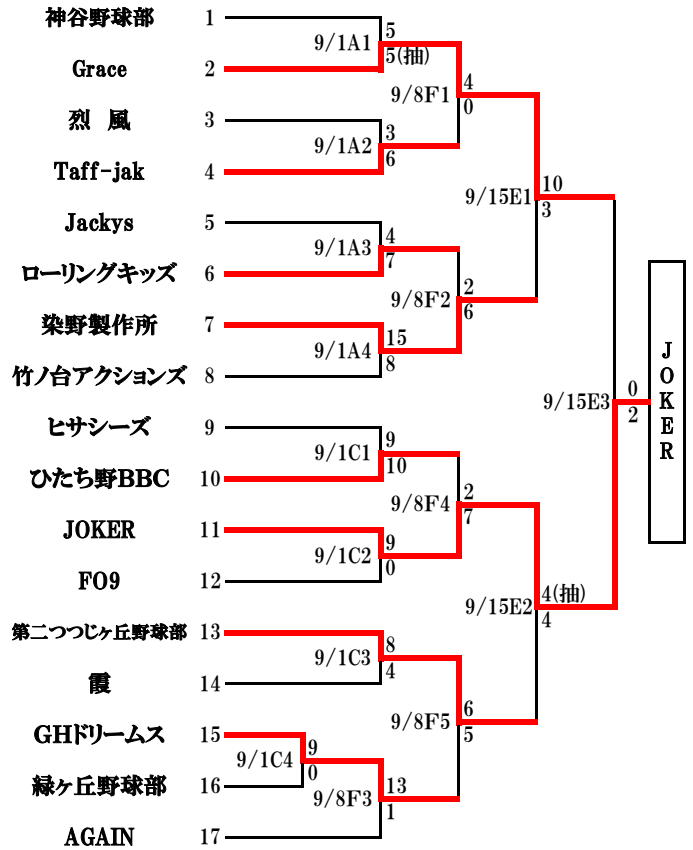 神谷野球部 1
Grace 2
烈 風 3
Taff-jak 4
Jackys 5
ローリングキッズ 6
染野製作所 7
竹ノ台アクションズ 8
ヒサシーズ 9
ひたち野BBC 10
JOKER 11
FO9 12
第二つつじヶ丘野球部 13
霞 14
GHドリームス 15
緑ヶ丘野球部 16
AGAIN 17
9/1A1
5
5(抽)
9/1A2
3
6
9/1A3
4
7
9/1A4
15
8
9/1C1
9
10
9/1C2
9
0
9/1C3
8
4
9/1C4
9
0
9/8F1
4
0
9/8F2
2
6
9/8F4
2
7
9/8F3
13
1
9/8F5
6
5
9/15E1
10
3
9/15E2
4(抽)
4
9/15E3
0
2
JOKER